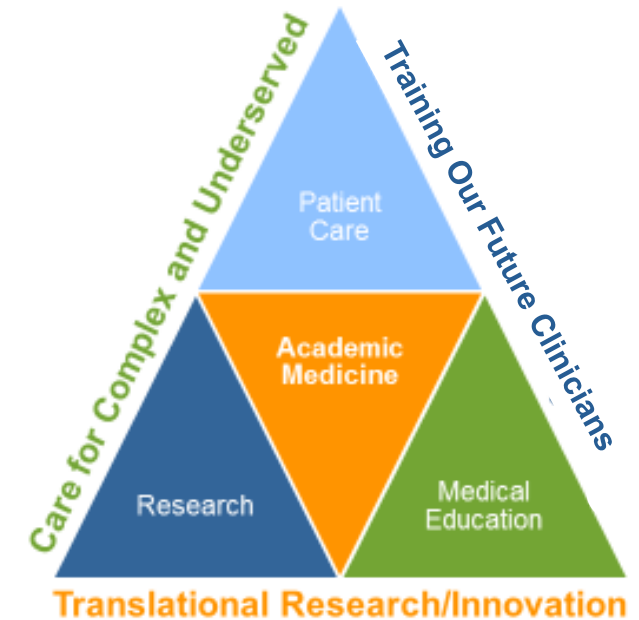 Care for Complex and Underserved
Training Our Future Clinicians
Patient
Care
Academic
Medicine
Research
Medical
Education
Translational Research/Innovation